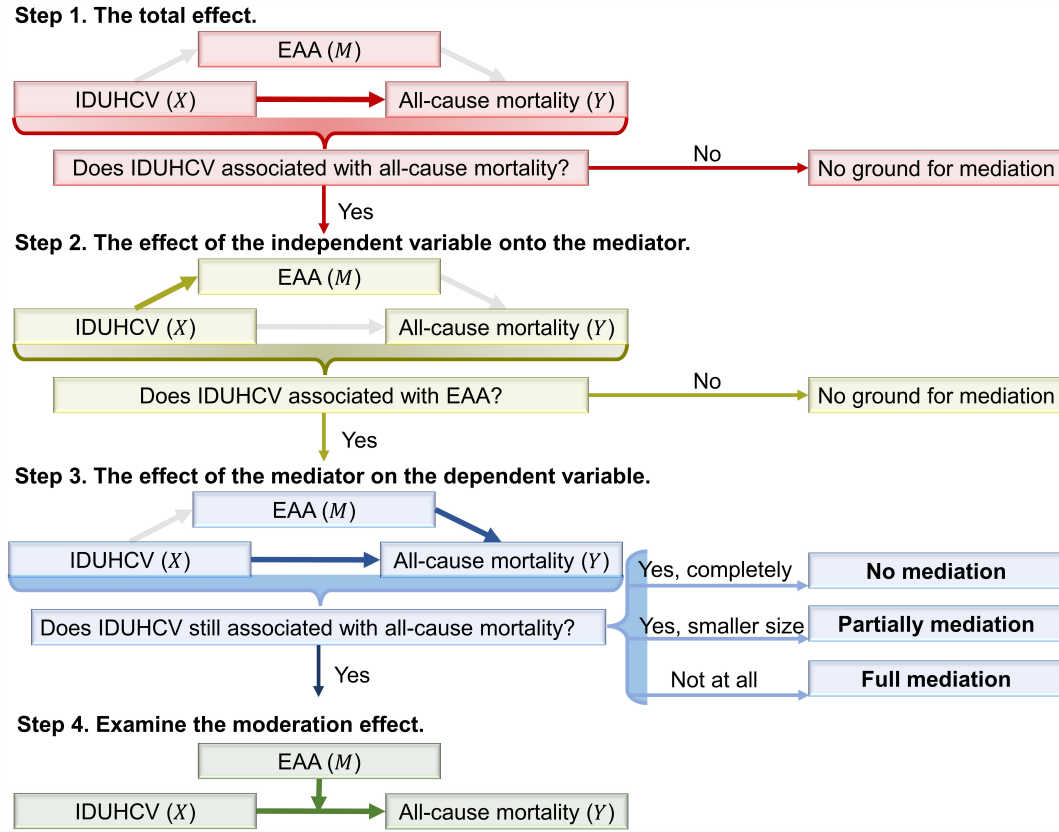 Step 1. The total effect.
EAA (M)
IDUHCV (X)
All-cause mortality (Y)
Does IDUHCV associated with all-cause mortality?
No
No ground for mediation
Yes
Step 2. The effect of the independent variable onto the mediator.
EAA (M)
IDUHCV (X)
All-cause mortality (Y)
Does IDUHCV associated with EAA?
No
No ground for mediation
Yes
Step 3. The effect of the mediator on the dependent variable.
EAA (M)
IDUHCV (X)
All-cause mortality (Y)
Does IDUHCV still associated with all-cause mortality?
Yes, completely
No mediation
Yes, smaller size
Partially mediation
Not at all
Full mediation
Yes
Step 4. Examine the moderation effect.
EAA (M)
IDUHCV (X)
All-cause mortality (Y)